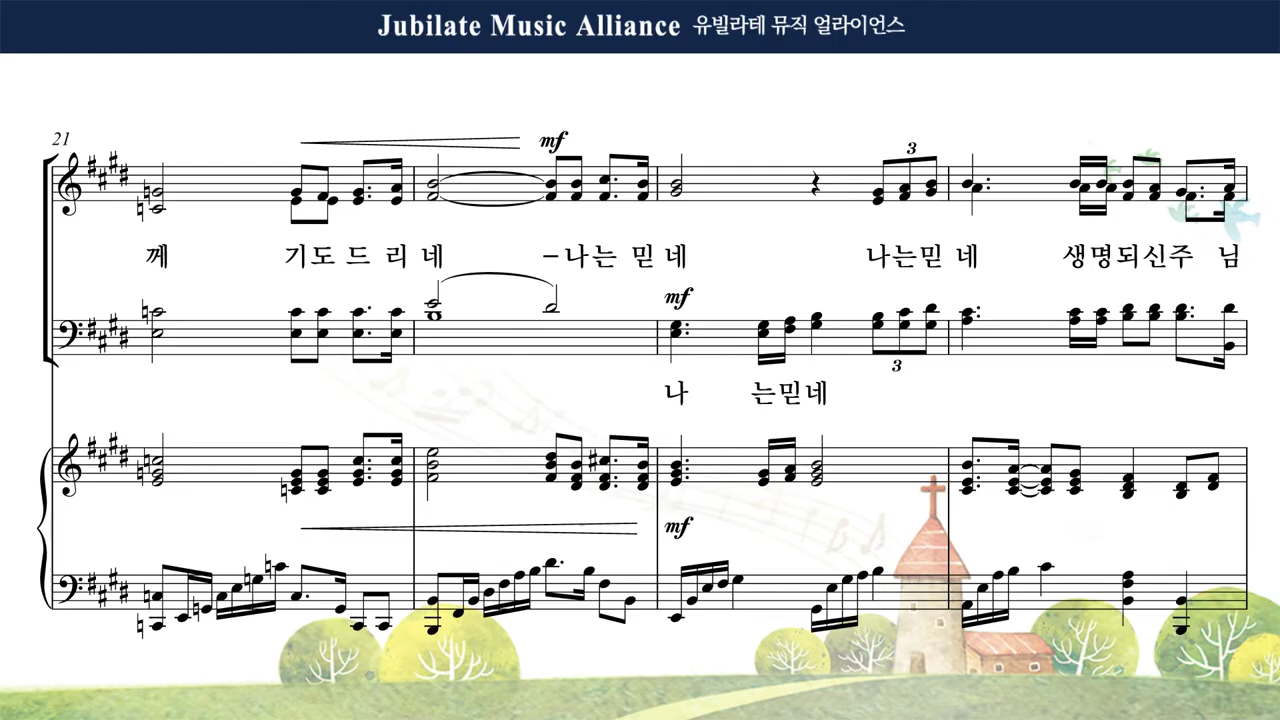 Jubilate Music Alliance 유빌라테 뮤직 얼라이언스
21
mf
3
께 기도 드 리 네 –나는 믿 네 나는믿 네 생명되신주 님
mf
3
나 는믿네
mf